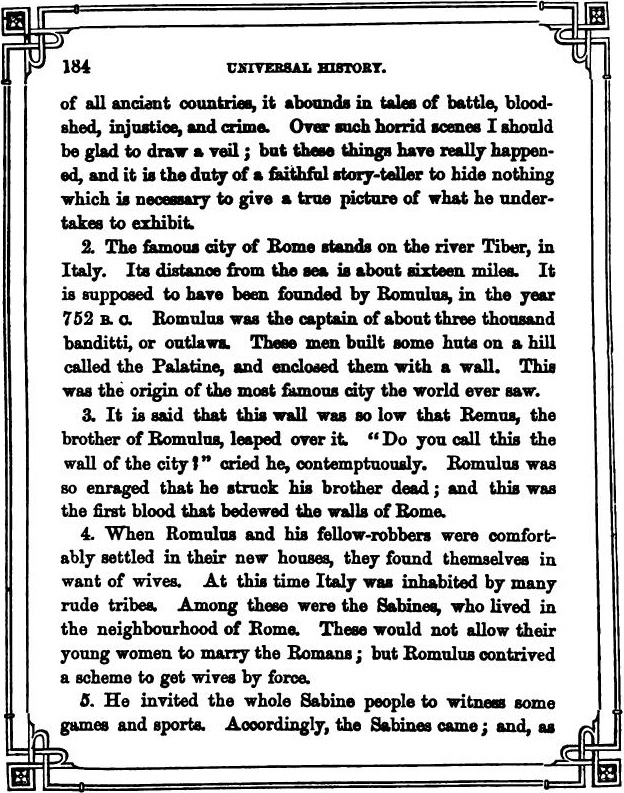 184 UNIVERSAL HISTORY.
of all ancient countries, it abounds in tales of battle, blood-
shed, injustice, and crime. Over such horrid scenes I should
be glad to draw a veil; but these things have really happen-
ed, and it is the duty of a faithful story-teller to hide nothing
which is necessary to give a true picture of what he under-
takes to exhibit.
2. The famous city of Rome stands on the river Tiber, in
Italy. Its distance from the sea is about sixteen miles. It
is supposed to have been founded by Romulus, in the year
752 B. C. Romulus was the captain of about three thousand
banditti, or outlaws. These men built some huts on a hill
called the Palatine, and enclosed them with a wall. This
was the origin of the most famous city the world ever saw.
3. It is said that this wall was so low that Remus, the
brother of Romulus, leaped over it. "Do you call this the
wall of the city?" cried he, contemptuously. Romulus was
so enraged that he struck his brother dead; and this was
the first blood that bedewed the walls of Rome.
4. When Romulus and his fellow-robbers were comfort-
ably settled in their new houses, they found themselves in
want of wives. At this time Italy was inhabited by many
rude tribes. Among these were the Sabines, who lived in
the neighbourhood of Rome. These would not allow their
young women to marry the Romans; but Romulus contrived
a scheme to get wives by force.
5. He invited the whole Sabine people to witness some
games and sports. Accordingly, the Sabines came; and, as